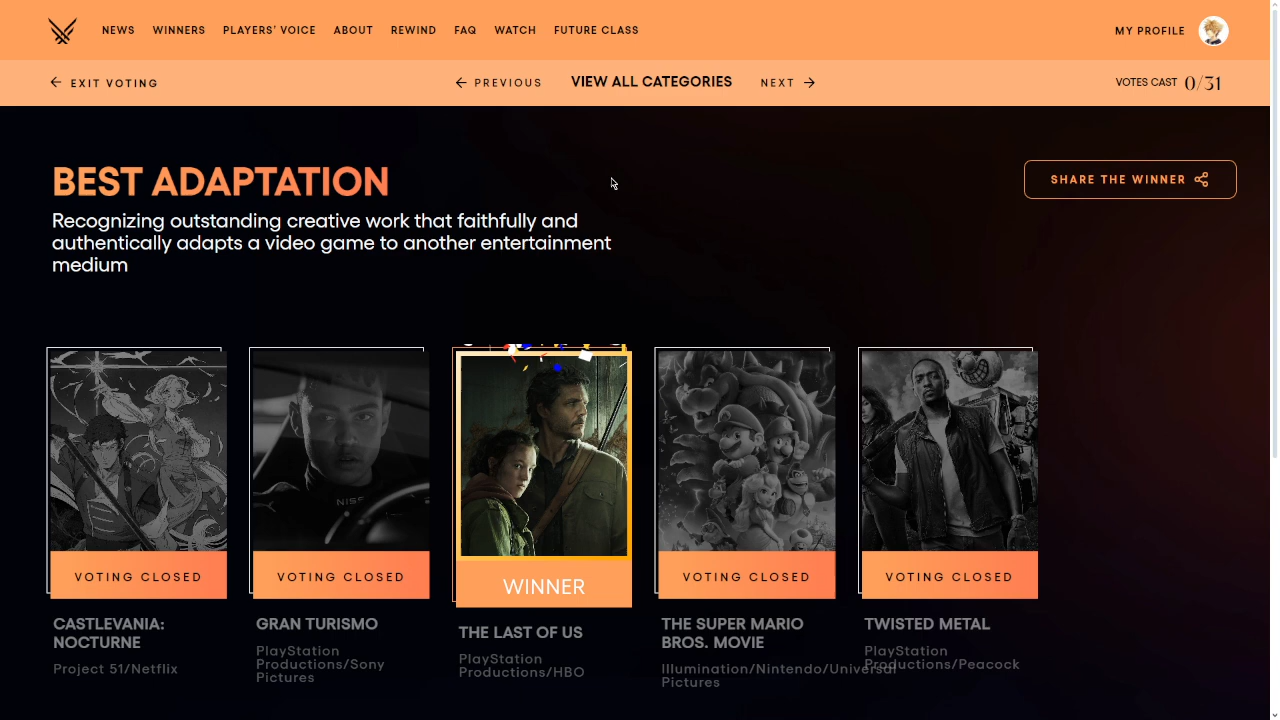 NEWS WINNERS PLAYERS' VOICE ABOUT REWIND FAQ WATCH FUTURE CLASS MY PROFILE
EXIT VOTING PREVIOUS VIEW ALL CATEGORIES NEXT VOTES CAST 0/31
BEST ADAPTATION
SHARE THE WINNER
Recognizing outstanding creative work that faithfully and
authentically adapts a video game to another entertainment
medium
NISS
VOTING CLOSED
CASTLEVANIA:
NOCTURNE
Project 51/Netflix
VOTING CLOSED
GRAN TURISMO
PlayStation
Productions/Sony
Pictures
WINNER
THE LAST OF US
PlayStation
Productions/HBO
VOTING CLOSED
THE SUPER MARIO
BROS. MOVIE
Illumination/Nintendo/Universal
Pictures
VOTING CLOSED
TWISTED METAL
PlayStation
Productions/Peacock